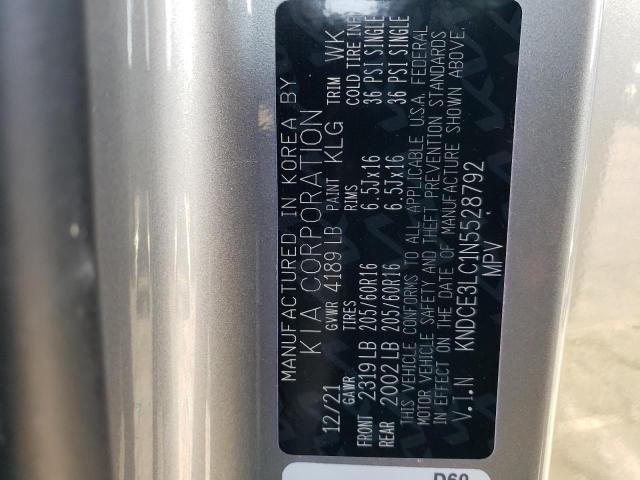 MANUFACTURED IN KOREA BY
KIA CORPORATION
12/21 GVWR 4189 LB PAINT KLG TRIM WK
GAWR TIRES RIMS COLD TIRE INF
FRONT 2319 LB 205/60R16 6.5Jx16 36 PSI SINGLE
REAR 2002 LB 205/60R16 6.5Jx16 36 PSI SINGLE
THIS VEHICLE CONFORMS TO ALL APPLICABLE U.S.A. FEDERAL
MOTOR VEHICLE SAFETY AND THEFT PREVENTION STANDARDS
IN EFFECT ON THE DATE OF MANUFACTURE SHOWN ABOVE.
V.I.N KNDCE3LC1N5528792
MPV
D60